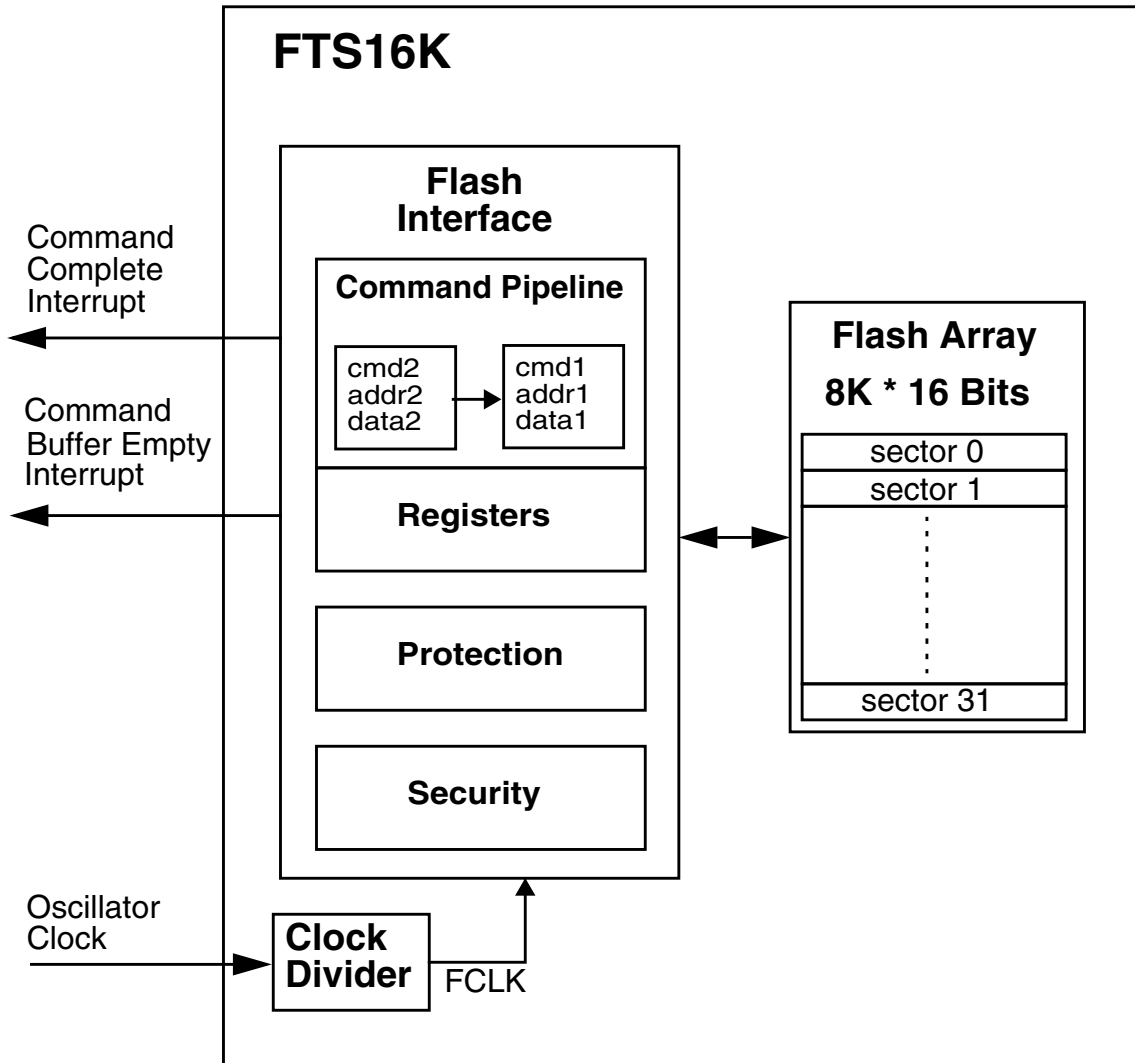 FTS16K
Flash
Interface
Command
Complete
Interrupt
Command Pipeline
cmd2
addr2
data2
cmd1
addr1
data1
Command
Buffer Empty
Interrupt
Registers
Protection
Security
Flash Array
8K * 16 Bits
sector 0
sector 1
sector 31
Oscillator
Clock
Clock
Divider
FCLK